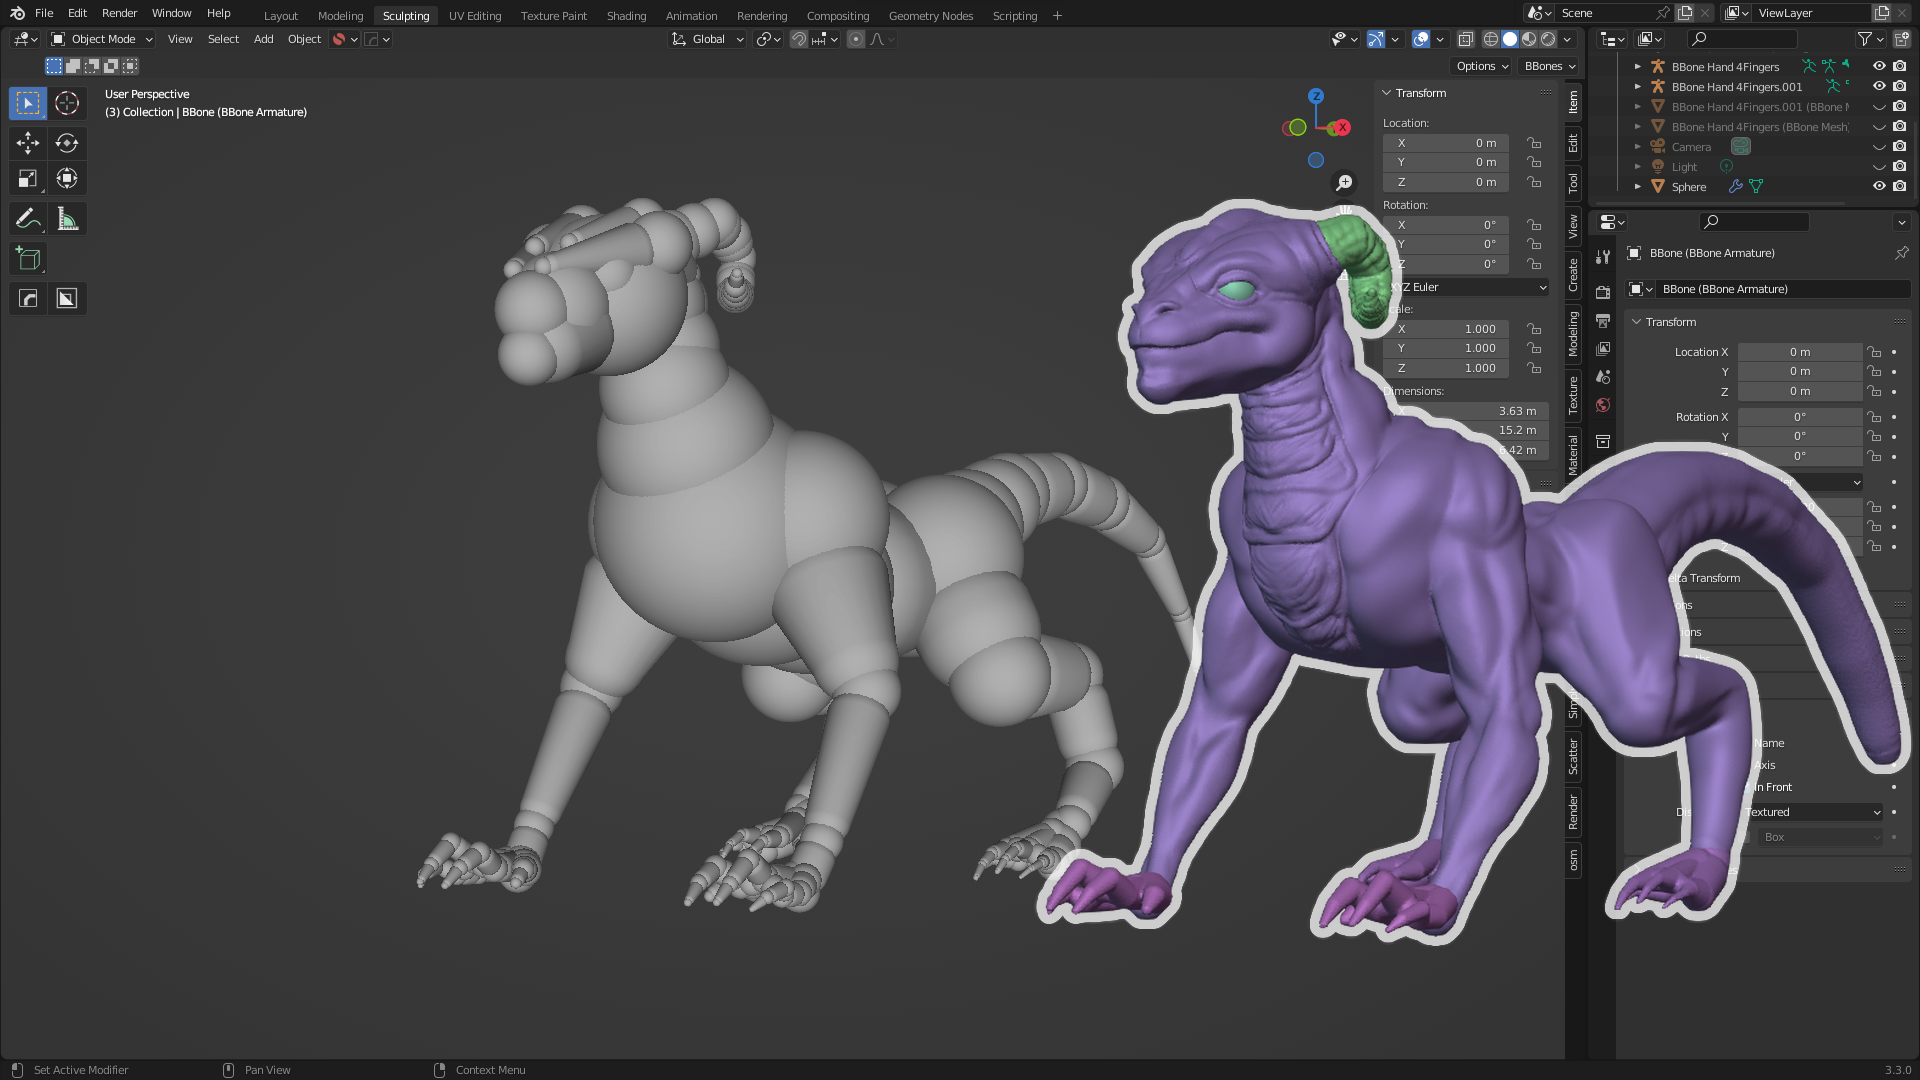 File Edit Render Window Help
Layout Modeling Sculpting UV Editing Texture Paint Shading Animation Rendering Compositing Geometry Nodes Scripting +
Scene
ViewLayer
Object Mode View Select Add Object
Global
Options
BBones
User Perspective
(3) Collection | BBone (BBone Armature)
Z
X
Transform
Location:
X 0 m
Y 0 m
Z 0 m
Rotation:
X 0°
Y 0°
Z 0°
XYZ Euler
cale:
X 1.000
Y 1.000
Z 1.000
Dimensions:
X 3.63 m
15.2 m
6.42 m
Item
Edit
Tool
View
Create
Modeling
Texture
Material
Scatter
Render
osm
BBone Hand 4Fingers
BBone Hand 4Fingers.001
BBone Hand 4Fingers.001 (BBone M
BBone Hand 4Fingers (BBone Mesh)
Camera
Light
Sphere
BBone (BBone Armature)
BBone (BBone Armature)
Transform
Location X 0 m
Y 0 m
Z 0 m
Rotation X 0°
Y 0°
0°
Z
elta Transform
ons
ions
Name
Axis
In Front
Dis
Textured
Box
Set Active Modifier
Pan View
Context Menu
3.3.0